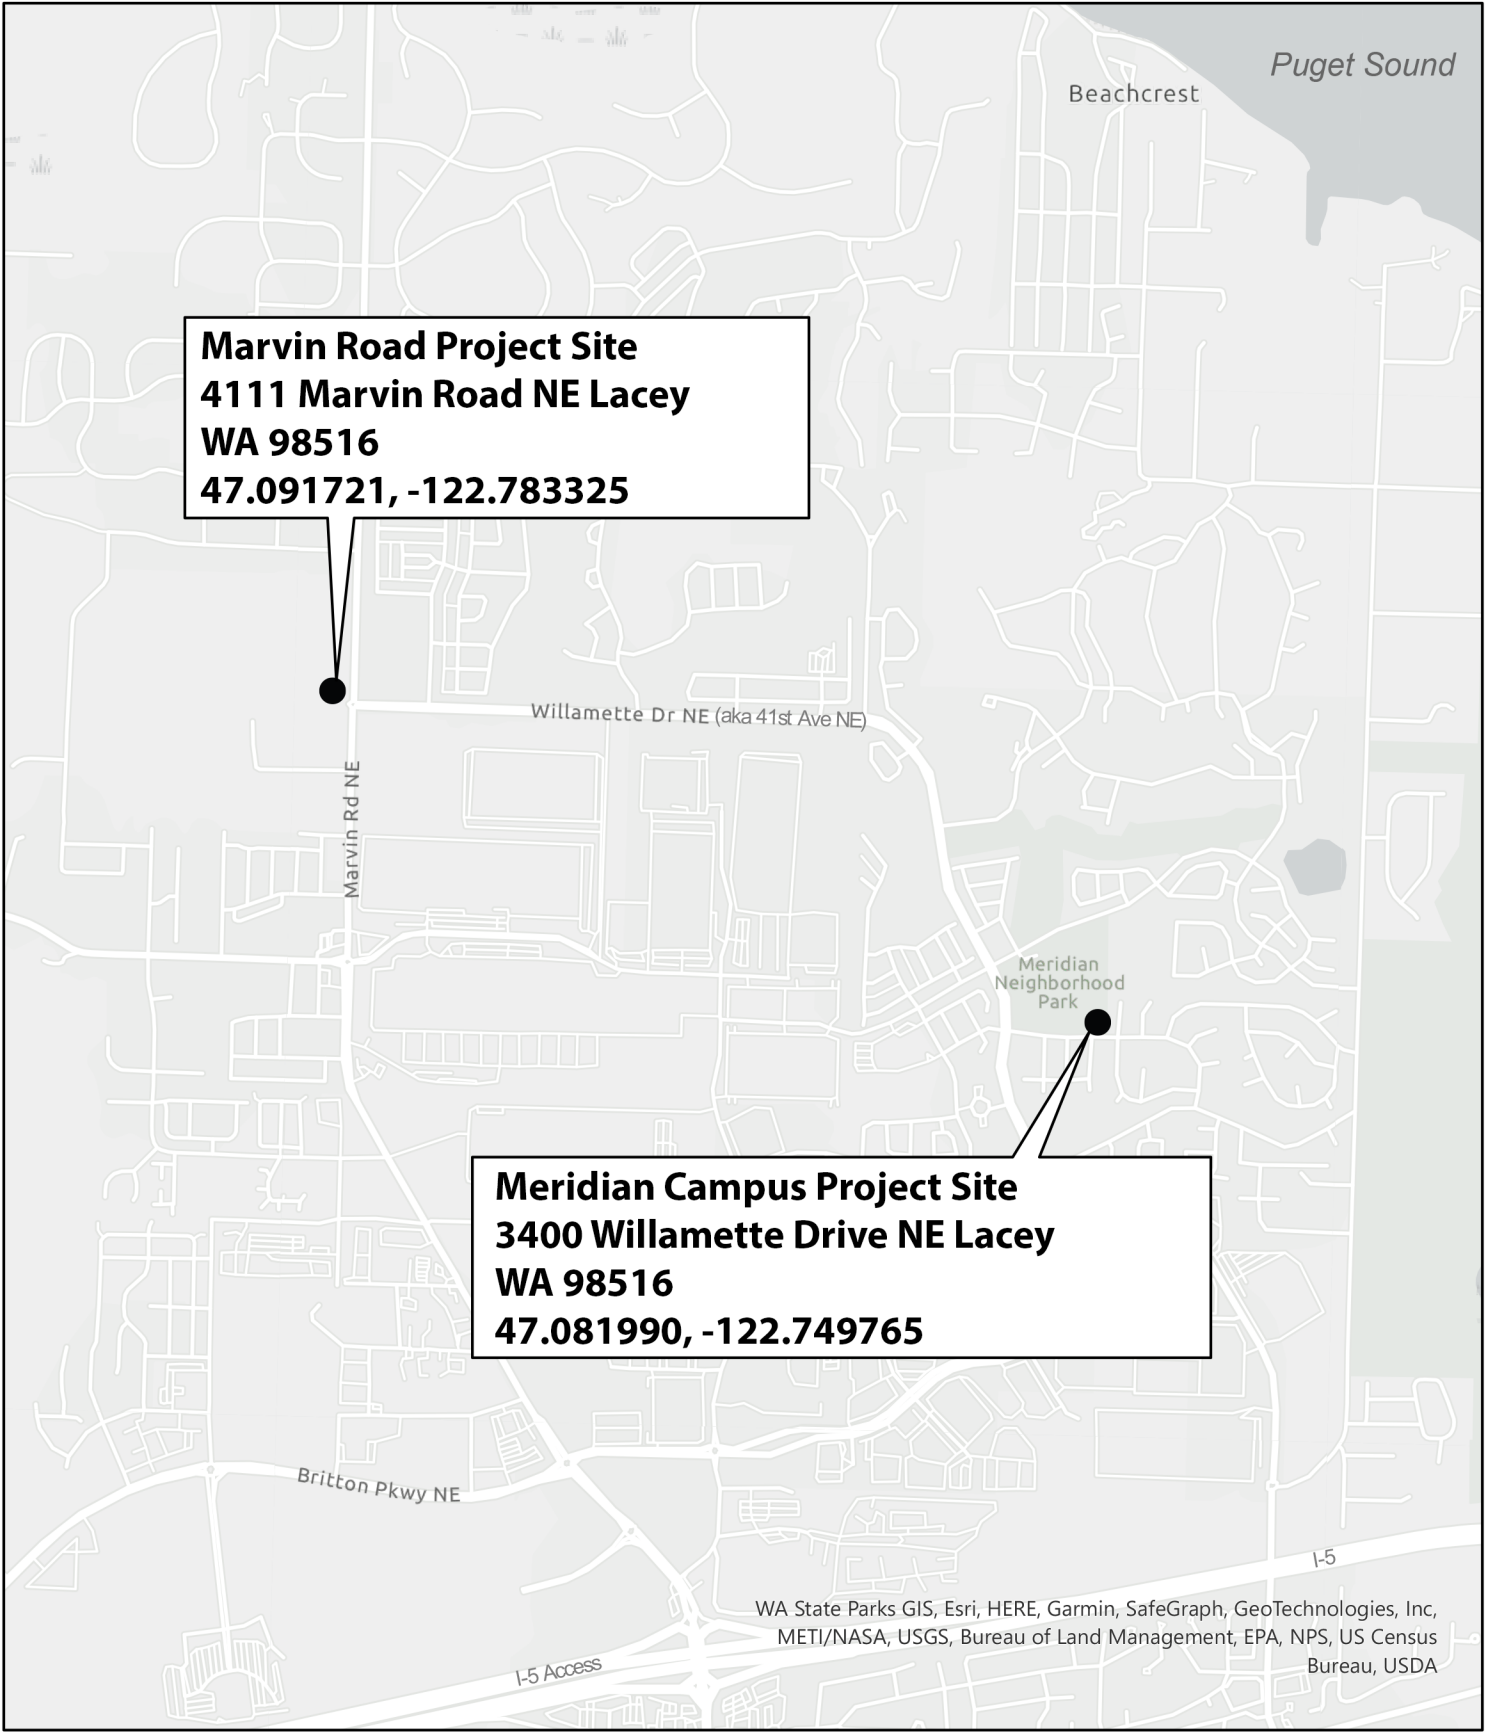 Puget Sound
Beachcrest
Marvin Road Project Site
4111 Marvin Road NE Lacey
WA 98516
47.091721, -122.783325
Willamette Dr NE (aka 41st Ave NE)
Marvin Rd NE
Meridian
Neighborhood
Park
Meridian Campus Project Site
3400 Willamette Drive NE Lacey
WA 98516
47.081990, -122.749765
Britton Pkwy NE
I-5
WA State Parks GIS, Esri, HERE, Garmin, SafeGraph, GeoTechnologies, Inc,
METI/NASA, USGS, Bureau of Land Management, EPA, NPS, US Census
Bureau, USDA
I-5 Access